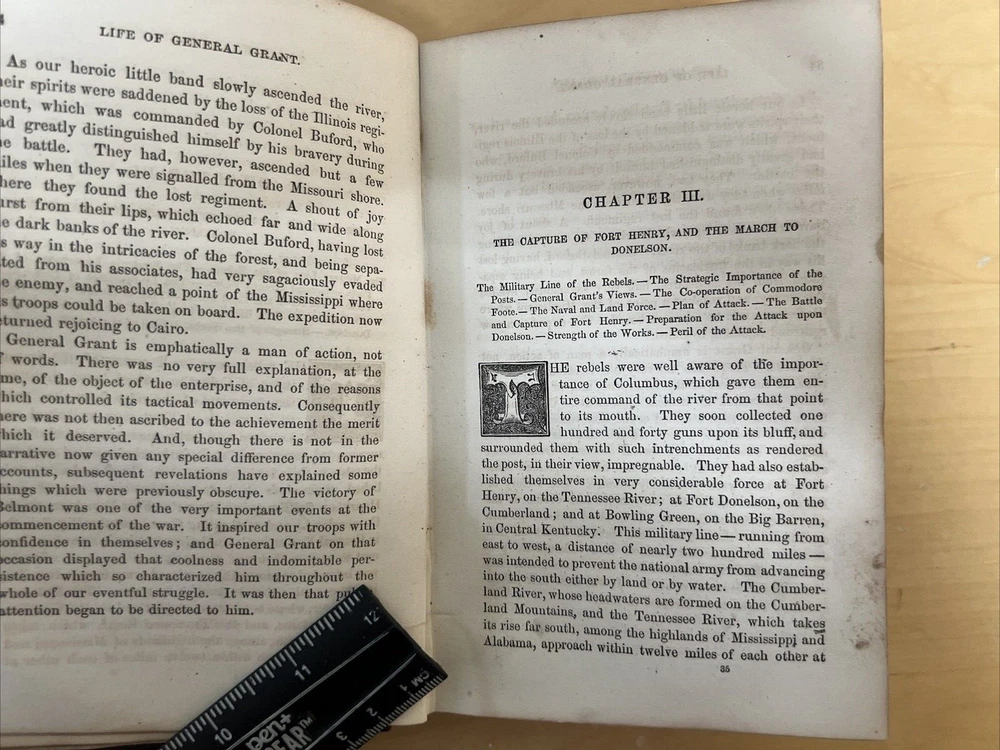 LIFE OF GENERAL GRANT.
As our heroic little band slowly ascended the river,
eir spirits were saddened by the loss of the Illinois regi-
ent, which was commanded by Colonel Buford, who
ad greatly distinguished himself by his bravery during
e battle. They had, however, ascended but a few
iles when they were signalled from the Missouri shore.
here they found the lost regiment. A shout of joy
urst from their lips, which echoed far and wide along
e dark banks of the river. Colonel Buford, having lost
s way in the intricacies of the forest, and being sepa-
ted from his associates, had very sagaciously evaded
e enemy, and reached a point of the Mississippi where
s troops could be taken on board. The expedition now
eturned rejoicing to Cairo.
General Grant is emphatically a man of action, not
f words. There was no very full explanation, at the
me, of the object of the enterprise, and of the reasons
hich controlled its tactical movements. Consequently
ere was not then ascribed to the achievement the merit
hich it deserved. And, though there is not in the
arrative now given any special difference from former
ccounts, subsequent revelations have explained some
hings which were previously obscure. The victory of
Belmont was one of the very important events at the
ommencement of the war. It inspired our troops with
onfidence in themselves; and General Grant on that
occasion displayed that coolness and indomitable per-
sistence which so characterized him throughout the
whole of our eventful struggle. It was then that
attention began to be directed to him.
CHAPTER III.
THE CAPTURE OF FORT HENRY, AND THE MARCH TO
DONELSON.
The Military Line of the Rebels. — The Strategic Importance of the
Posts. — General Grant's Views. — The Co-operation of Commodore
Foote. — The Naval and Land Force. — Plan of Attack. — The Battle
and Capture of Fort Henry. — Preparation for the Attack upon
Donelson. — Strength of the Works. — Peril of the Attack.
THE rebels were well aware of the impor-
tance of Columbus, which gave them en-
tire command of the river from that point
to its mouth. They soon collected one
hundred and forty guns upon its bluff, and
surrounded them with such intrenchments as rendered
the post, in their view, impregnable. They had also estab-
lished themselves in very considerable force at Fort
Henry, on the Tennessee River; at Fort Donelson, on the
Cumberland; and at Bowling Green, on the Big Barren,
in Central Kentucky. This military line — running from
east to west, a distance of nearly two hundred miles —
was intended to prevent the national army from advancing
into the south either by land or by water. The Cumber-
land River, whose headwaters are formed on the Cumber-
land Mountains, and the Tennessee River, which takes
its rise far south, among the highlands of Mississippi and
Alabama, approach within twelve miles of each other at
35
12
11
10
CM 1
2
3
pen+
EAR™